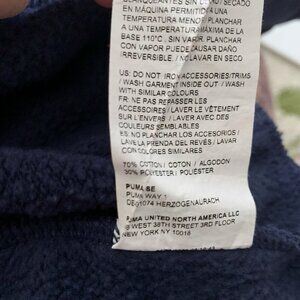 BLANQUEANTES SIN CLORO SECADO
EN MÁQUINA PERMITIDO A UNA
TEMPERATURA MENOR PLANCHAR
A UNA TEMPERATURA MÁXIMA DE LA
BASE 110°C . SIN VARIR. PLANCHAR
CON VAPOR PUEDE CAUSAR DAÑO
IRREVERSIBLE. / NO LAVAR EN SECO
US: DO NOT IRON ACCESSORIES/TRIMS
/ WASH GARMENT INSIDE OUT / WASH
WITH SIMILAR COLOURS
FR: NE PAS REPASSER LES
ACCESSOIRES / LAVER LE VÊTEMENT
SUR L'ENVERS / LAVER AVEC DES
COULEURS SEMBLABLES
ES: NO PLANCHAR LOS ACCESORIOS /
LAVE LA PRENDA DEL REVÉS / LAVAR
CON COLORES SIMILARES
70% COTTON / COTON / ALGODON
30% POLYESTER / POLIÉSTER
PUMA SE
PUMA WAY 1
DE-91074 HERZOGENAURACH
PUMA UNITED NORTH AMERICA LLC
@ WEST 38TH STREET 3RD FLOOR
NEW YORK NY 10018